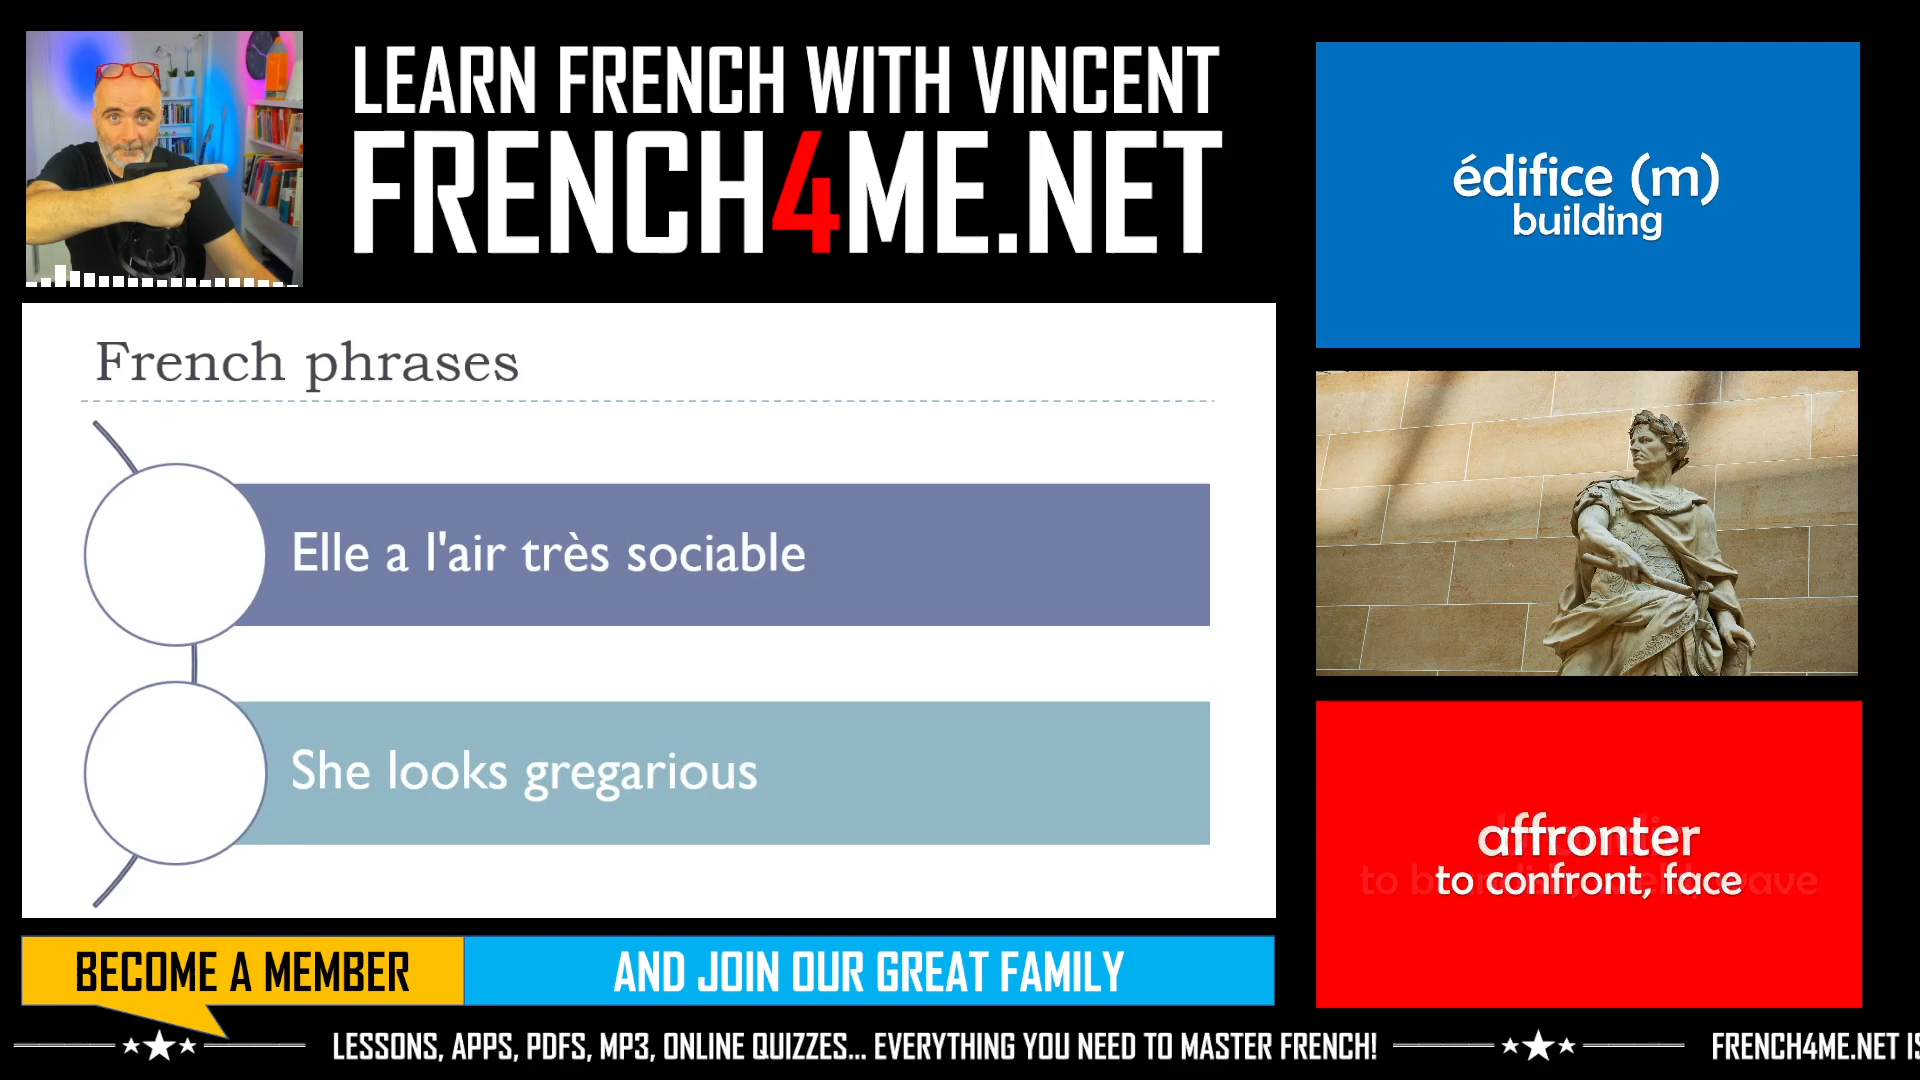 LEARN FRENCH WITH VINCENT
FRENCH4ME.NET
édifice (m)
building
French phrases
Elle a l'air très sociable
She looks gregarious
affronter
to confront, face
BECOME A MEMBER
AND JOIN OUR GREAT FAMILY
LESSONS, APPS, PDFS, MP3, ONLINE QUIZZES... EVERYTHING YOU NEED TO MASTER FRENCH!
FRENCH4ME.NET